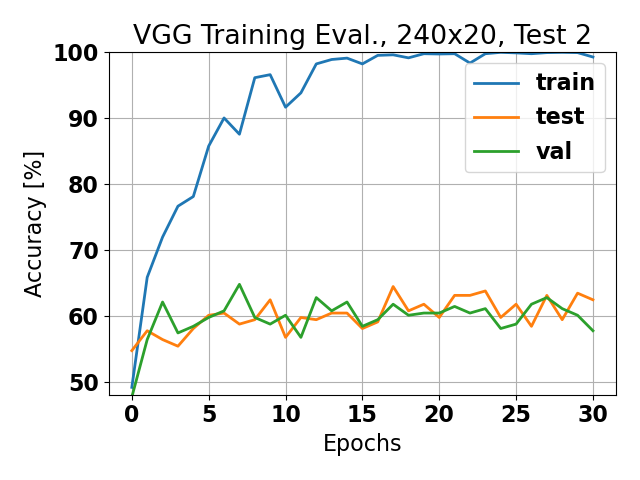 VGG Training Eval., 240x20, Test 2
100
90
80
70
60
50
Accuracy [%]
train
test
val
0 5 10 15 20 25 30
Epochs